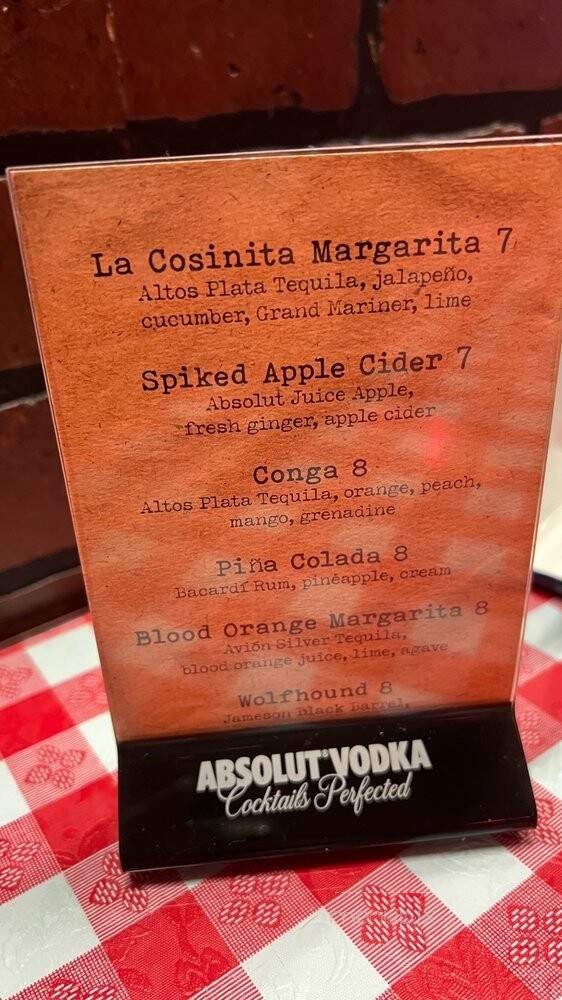 La Cosinita Margarita 7
Altos Plata Tequila, jalapeño,
cucumber, Grand Mariner, lime
Spiked Apple Cider 7
Absolut Juice Apple,
fresh ginger, apple cider
Conga 8
Altos Plata Tequila, orange, peach,
mango, grenadine
Piña Colada 8
Bacardí Rum, pineapple, cream
Blood Orange Margarita 8
Avión Silver Tequila,
blood orange juice, lime, agave
Wolfhound 8
Jameson Black Barrel,
ABSOLUT® VODKA
Cocktails Perfected